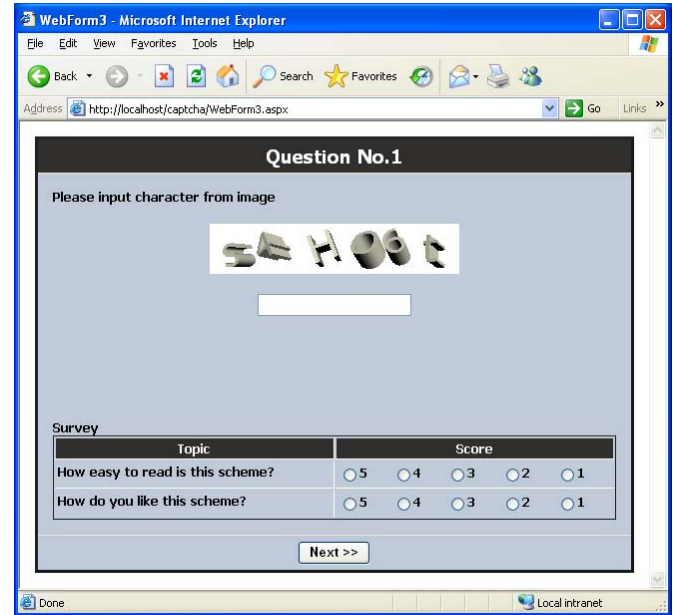 WebForm3 - Microsoft Internet Explorer
File Edit View Favorites Tools Help
Back Search Favorites
Address http://localhost/captcha/WebForm3.aspx Go Links »
Question No.1
Please input character from image
Survey
Topic Score
How easy to read is this scheme? 5 4 3 2 1
How do you like this scheme? 5 4 3 2 1
Next >>
Done Local intranet